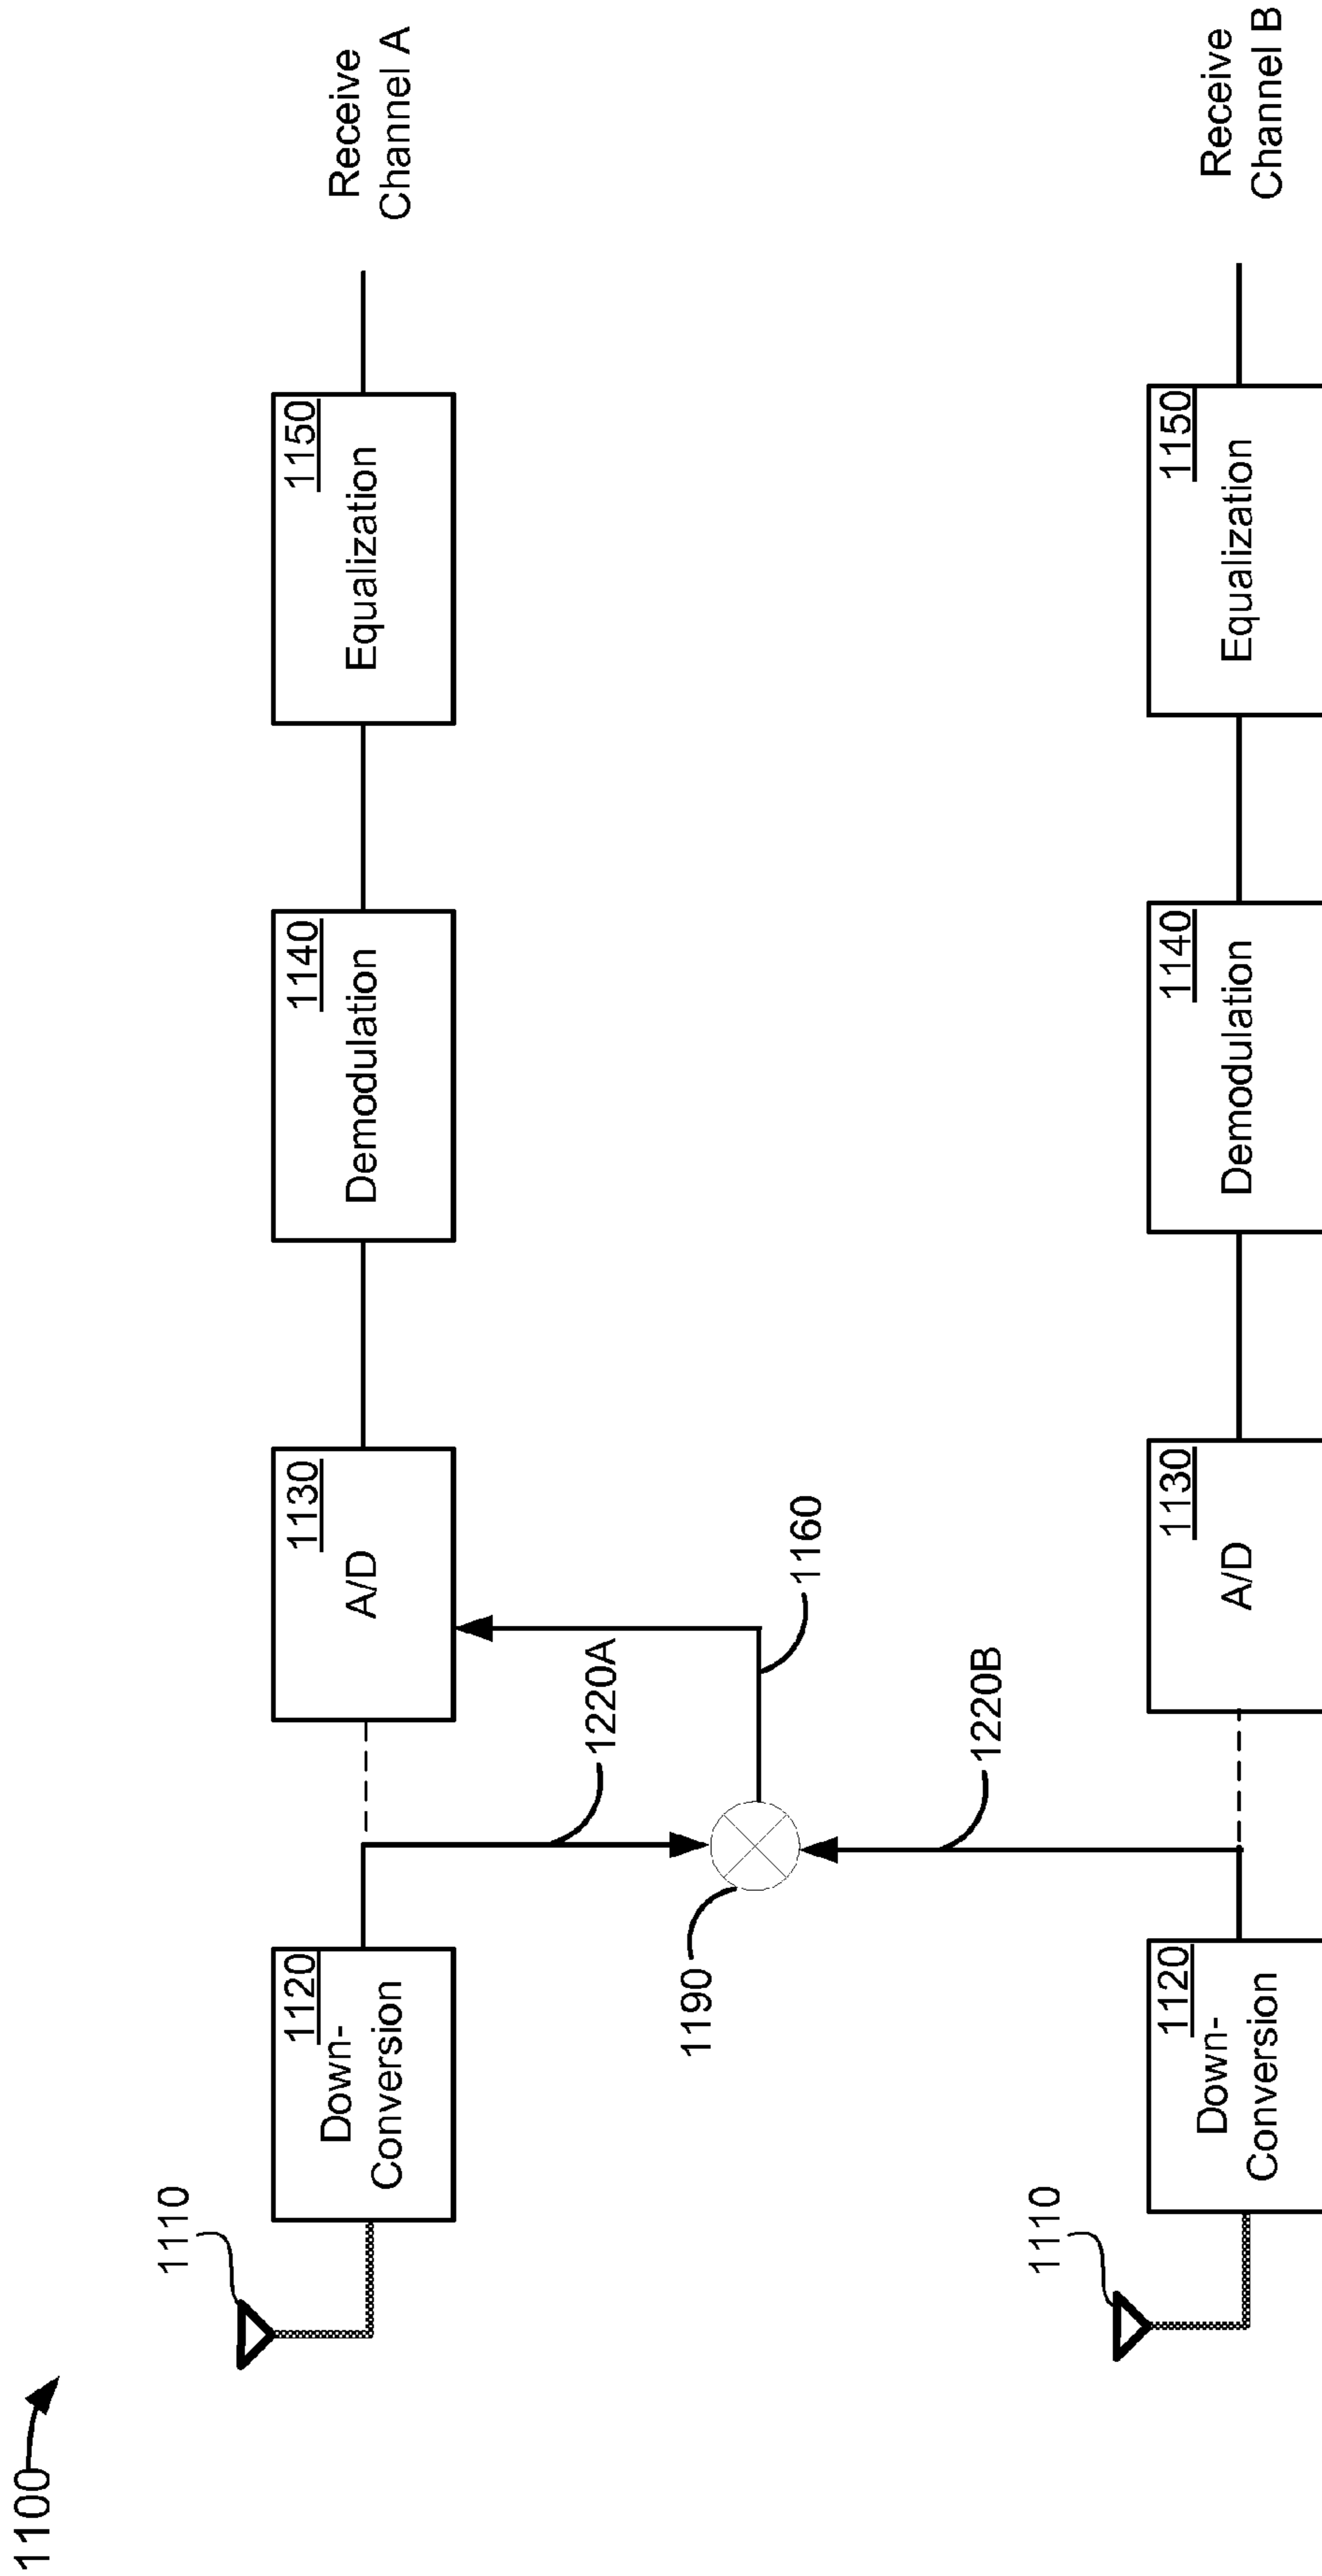 1100
1110
1120
Down-
Conversion
1220A
1130
A/D
1140
Demodulation
1150
Equalization
Receive
Channel A
1190
1160
1220B
1110
1120
Down-
Conversion
1130
A/D
1140
Demodulation
1150
Equalization
Receive
Channel B